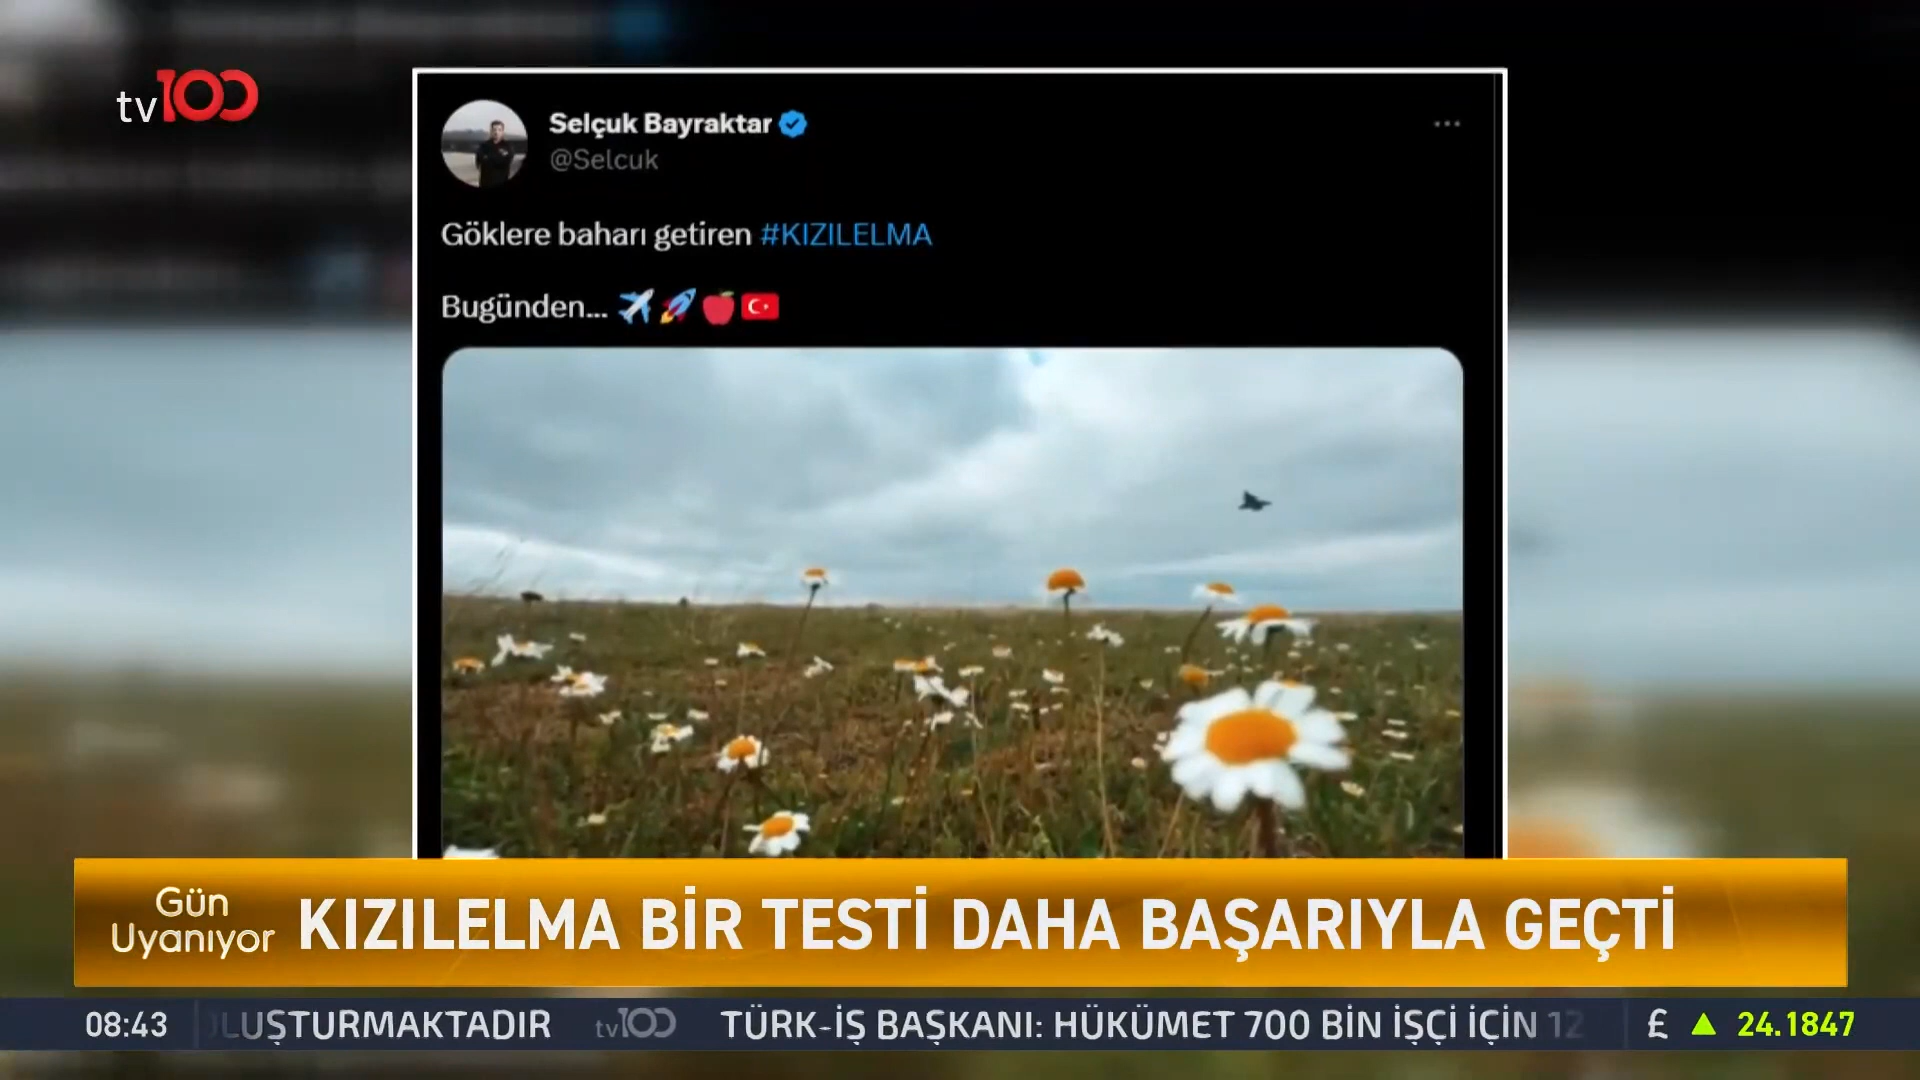 tv100
Selçuk Bayraktar
@Selcuk
Göklere baharı getiren #KIZILELMA
Bugünden...
Gün
Uyanıyor
KIZILELMA BİR TESTİ DAHA BAŞARIYLA GEÇTİ
08:43
LUŞTURMAKTADIR tv100 TÜRK-İŞ BAŞKANI: HÜKÜMET 700 BİN İŞÇİ İÇİN 12
£ ▲ 24.1847